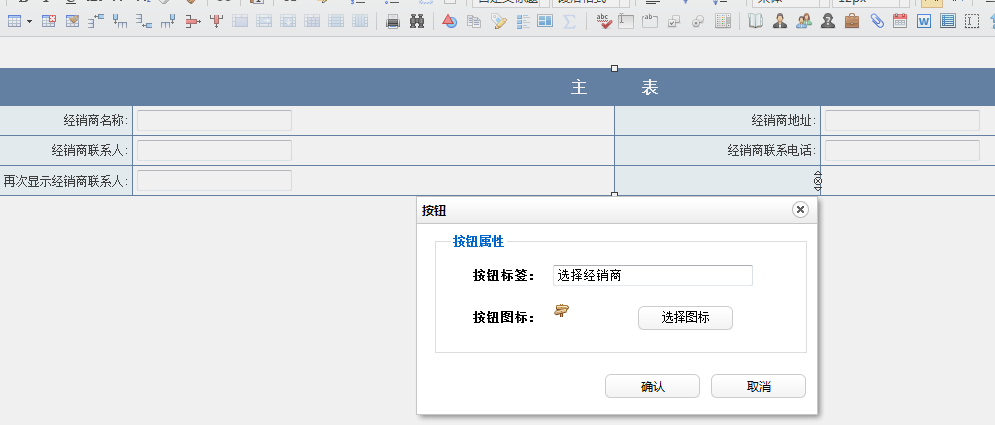 主 表
经销商名称:
经销商地址:
经销商联系人:
经销商联系电话:
再次显示经销商联系人:
按钮
按钮属性
按钮标签：
选择经销商
按钮图标：
选择图标
确认
取消